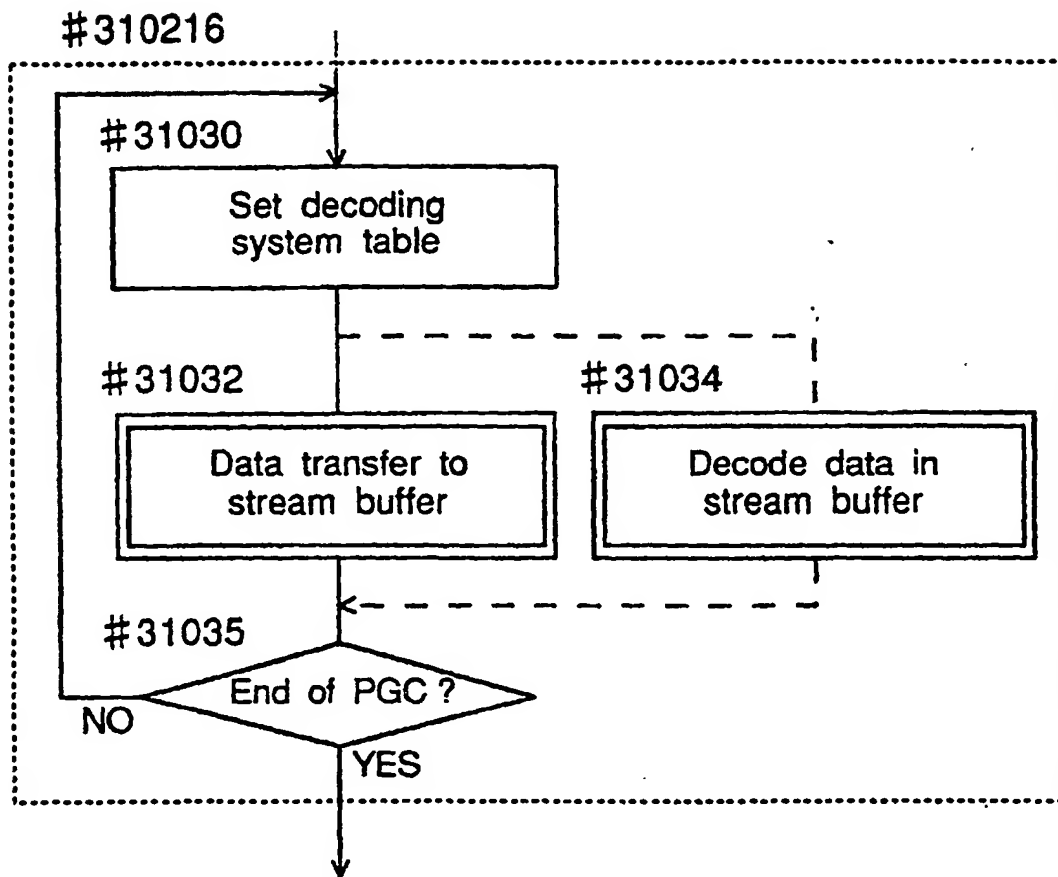 #310216
#31030
Set decoding
system table
#31032
#31034
Data transfer to
stream buffer
Decode data in
stream buffer
#31035
End of PGC ?
NO
YES